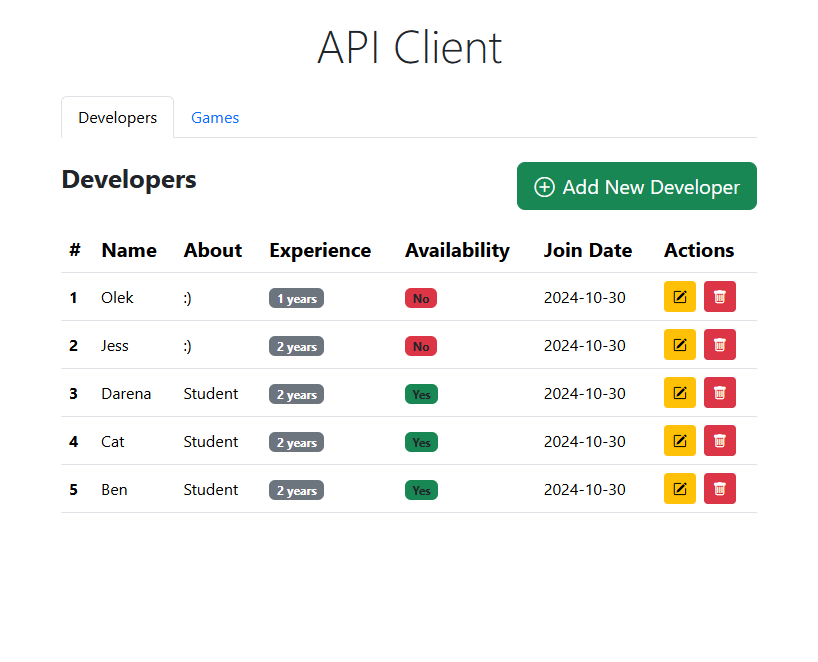 API Client
Developers Games
Developers
Add New Developer
# Name About Experience Availability Join Date Actions
1 Olek :) 1 years No 2024-10-30
2 Jess :) 2 years No 2024-10-30
3 Darena Student 2 years Yes 2024-10-30
4 Cat Student 2 years Yes 2024-10-30
5 Ben Student 2 years Yes 2024-10-30